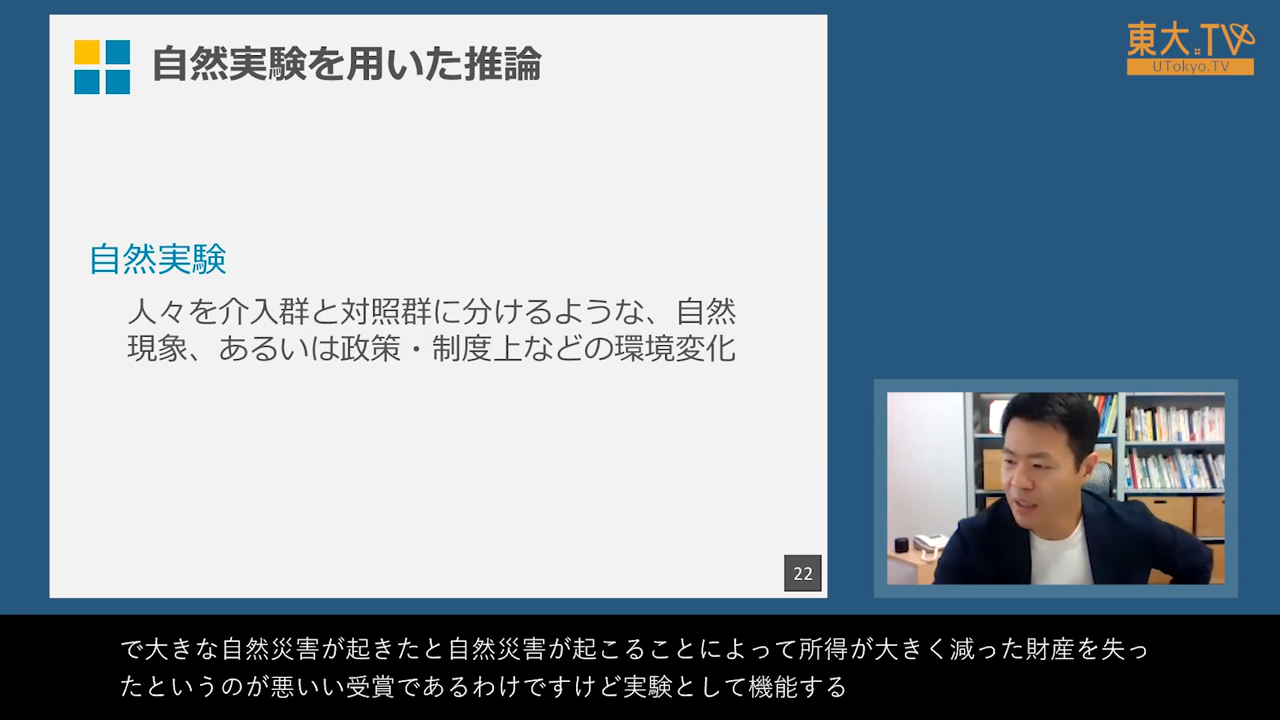 自然実験を用いた推論
東大.TV
UTokyo.TV
自然実験
人々を介入群と対照群に分けるような、自然
現象、あるいは政策・制度上などの環境変化
22
で大きな自然災害が起きたと自然災害が起こることによって所得が大きく減った財産を失っ
たというのが悪いい受賞であるわけですけど実験として機能する